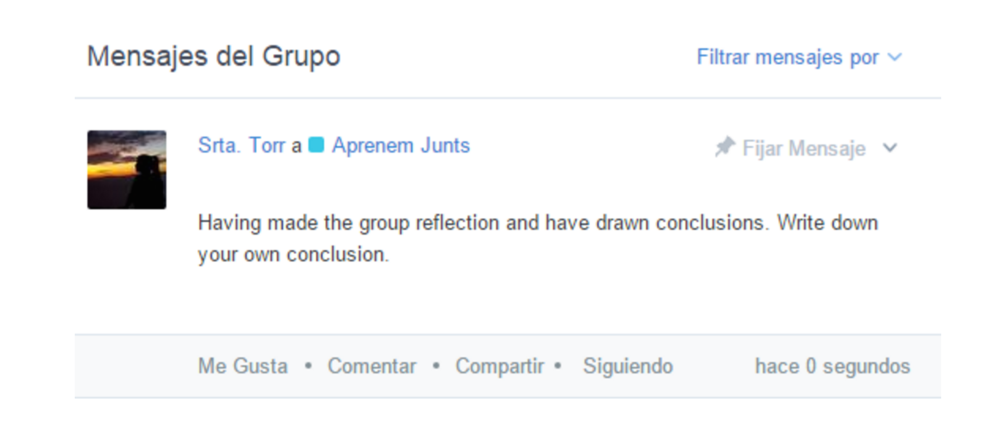 Mensajes del Grupo
Filtrar mensajes por
Srta. Torr a Aprenem Junts
Fijar Mensaje
Having made the group reflection and have drawn conclusions. Write down
your own conclusion.
Me Gusta • Comentar • Compartir • Siguiendo
hace 0 segundos